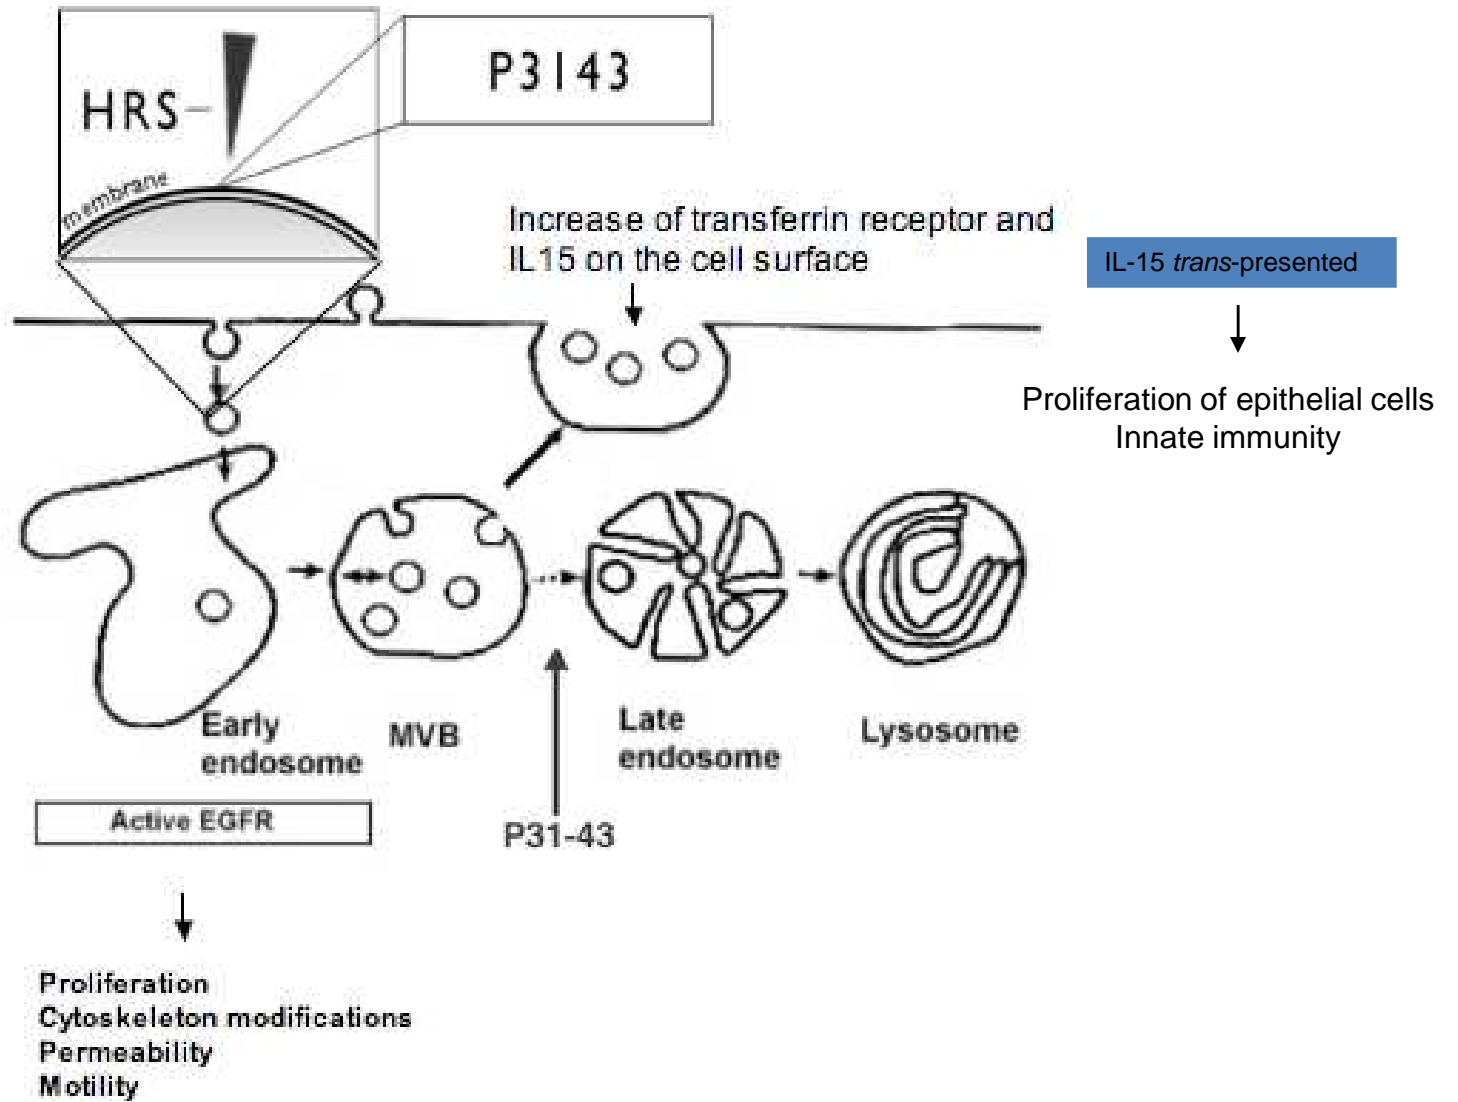 P3143
HRS
membrane
Increase of transferrin receptor and
IL15 on the cell surface
IL-15 trans-presented
Proliferation of epithelial cells
Innate immunity
Early
endosome
MVB
Late
endosome
Lysosome
Active EGFR
P31-43
Proliferation
Cytoskeleton modifications
Permeability
Motility